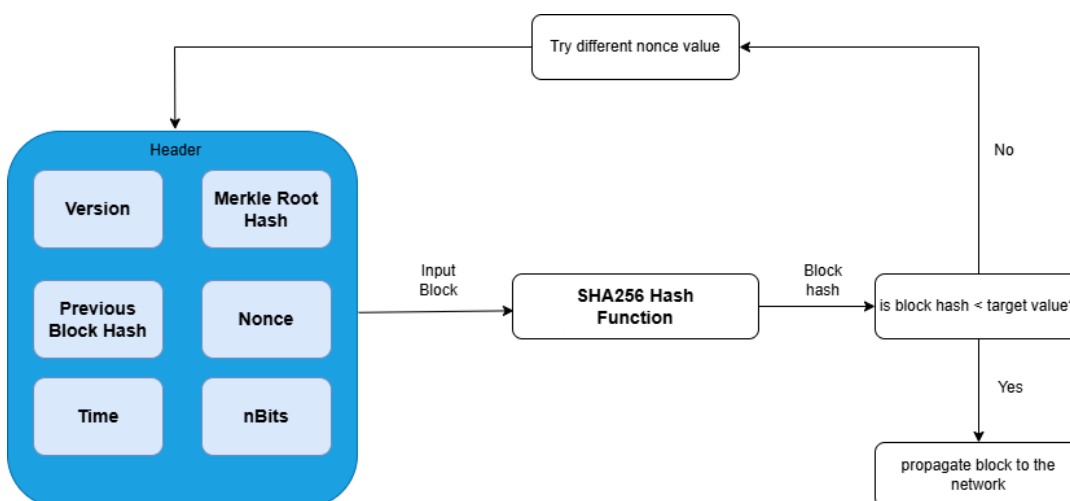 Try different nonce value
Header
Version
Merkle Root
Hash
No
Input
Block
Block
hash
Previous
Block Hash
Nonce
SHA256 Hash
Function
is block hash < target value
Time
nBits
Yes
propagate block to the
network